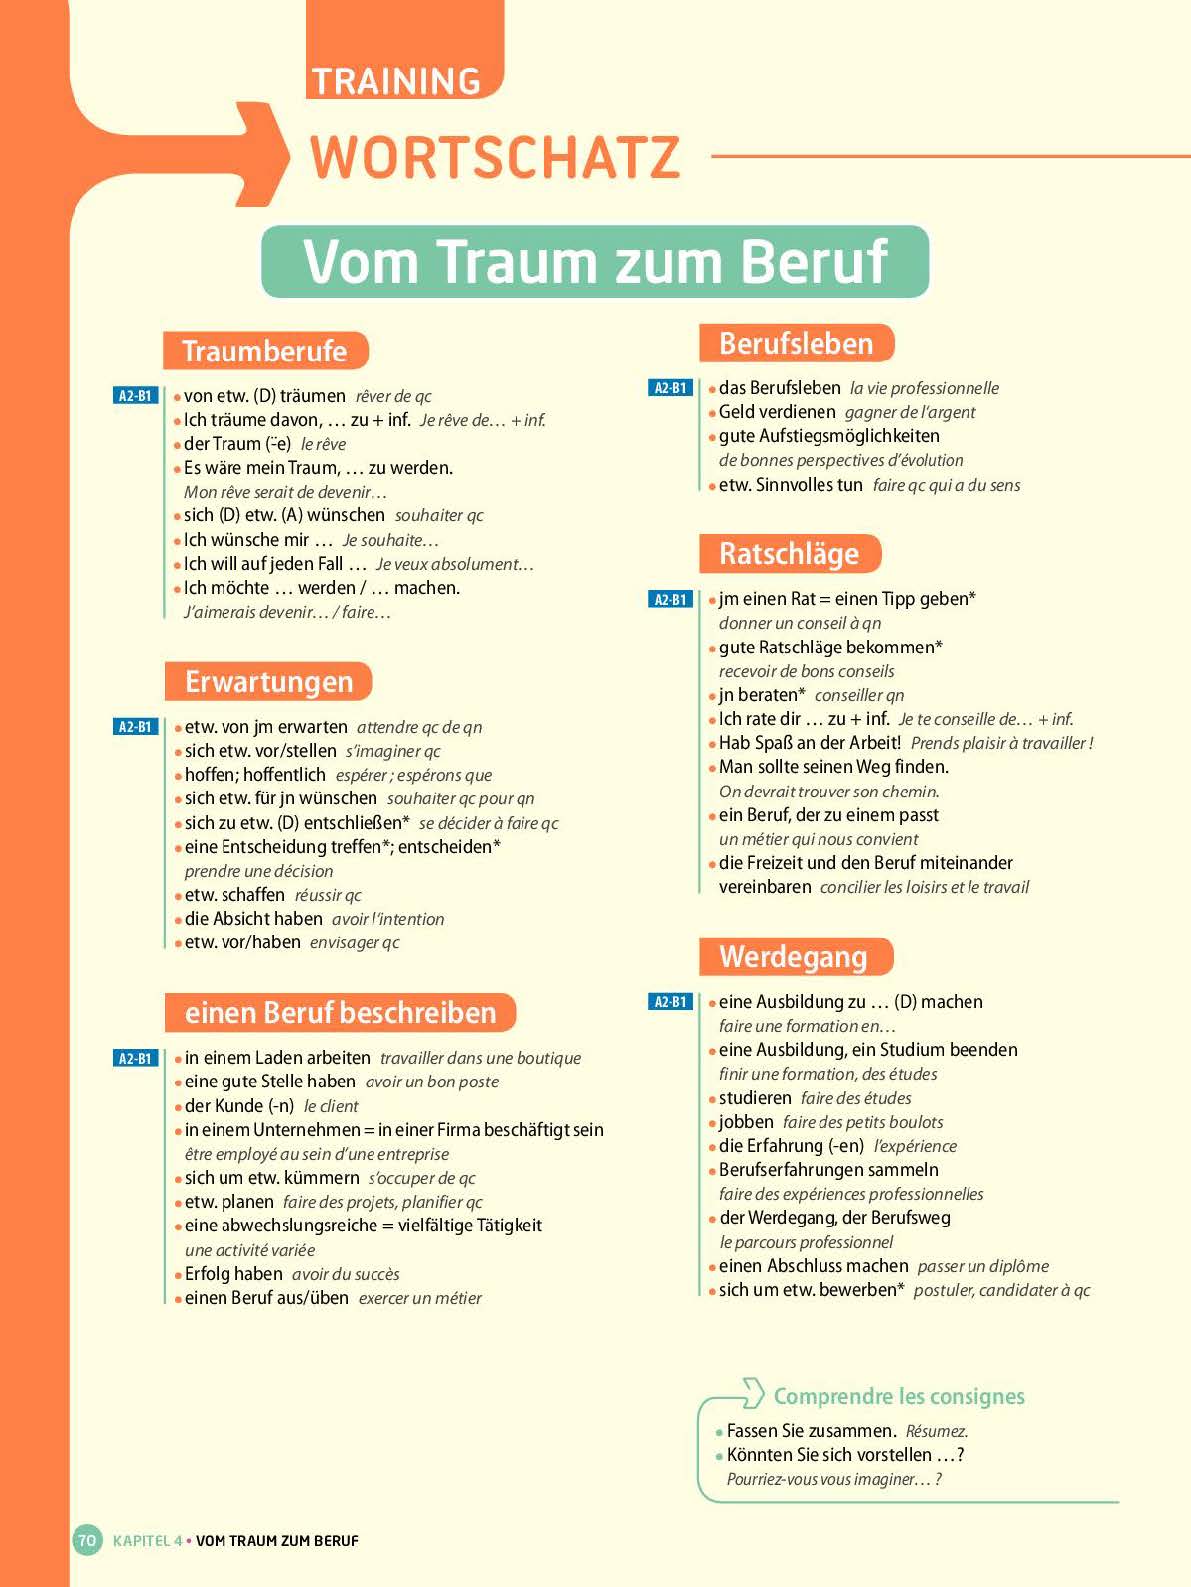 TRAINING
WORTSCHATZ
Vom Traum zum Beruf
Traumberufe
A2-B1
• von etw. (D) träumen rêver de qc
• Ich träume davon, … zu + inf. Je rêve de… + inf.
• der Traum (¨e) le rêve
• Es wäre mein Traum, … zu werden.
Mon rêve serait de devenir…
• sich (D) etw. (A) wünschen souhaiter qc
• Ich wünsche mir … Je souhaite…
• Ich will auf jeden Fall … Je veux absolument…
• Ich möchte … werden / … machen.
J'aimerais devenir… / faire…
Erwartungen
A2-B1
• etw. von jm erwarten attendre qc de qn
• sich etw. vor/stellen s'imaginer qc
• hoffen; hoffentlich espérer ; espérons que
• sich etw. für jn wünschen souhaiter qc pour qn
• sich zu etw. (D) entschließen* se décider à faire qc
• eine Entscheidung treffen*; entscheiden*
prendre une décision
• etw. schaffen réussir qc
• die Absicht haben avoir l'intention
• etw. vor/haben envisager qc
einen Beruf beschreiben
A2-B1
• in einem Laden arbeiten travailler dans une boutique
• eine gute Stelle haben avoir un bon poste
• der Kunde (-n) le client
• in einem Unternehmen = in einer Firma beschäftigt sein
être employé au sein d'une entreprise
• sich um etw. kümmern s'occuper de qc
• etw. planen faire des projets, planifier qc
• eine abwechslungsreiche = vielfältige Tätigkeit
une activité variée
• Erfolg haben avoir du succès
• einen Beruf aus/üben exercer un métier
Berufsleben
A2-B1
• das Berufsleben la vie professionnelle
• Geld verdienen gagner de l'argent
• gute Aufstiegsmöglichkeiten
de bonnes perspectives d'évolution
• etw. Sinnvolles tun faire qc qui a du sens
Ratschläge
A2-B1
• jm einen Rat = einen Tipp geben*
donner un conseil à qn
• gute Ratschläge bekommen*
recevoir de bons conseils
• jn beraten* conseiller qn
• Ich rate dir … zu + inf. Je te conseille de… + inf.
• Hab Spaß an der Arbeit! Prends plaisir à travailler !
• Man sollte seinen Weg finden.
On devrait trouver son chemin.
• ein Beruf, der zu einem passt
un métier qui nous convient
• die Freizeit und den Beruf miteinander
vereinbaren concilier les loisirs et le travail
Werdegang
A2-B1
• eine Ausbildung zu … (D) machen
faire une formation en…
• eine Ausbildung, ein Studium beenden
finir une formation, des études
• studieren faire des études
• jobben faire des petits boulots
• die Erfahrung (-en) l'expérience
• Berufserfahrungen sammeln
faire des expériences professionnelles
• der Werdegang, der Berufsweg
le parcours professionnel
• einen Abschluss machen passer un diplôme
• sich um etw. bewerben* postuler, candidater à qc
Comprendre les consignes
• Fassen Sie zusammen. Résumez.
• Könnten Sie sich vorstellen …?
Pourriez-vous vous imaginer… ?
70 KAPITEL 4 • VOM TRAUM ZUM BERUF